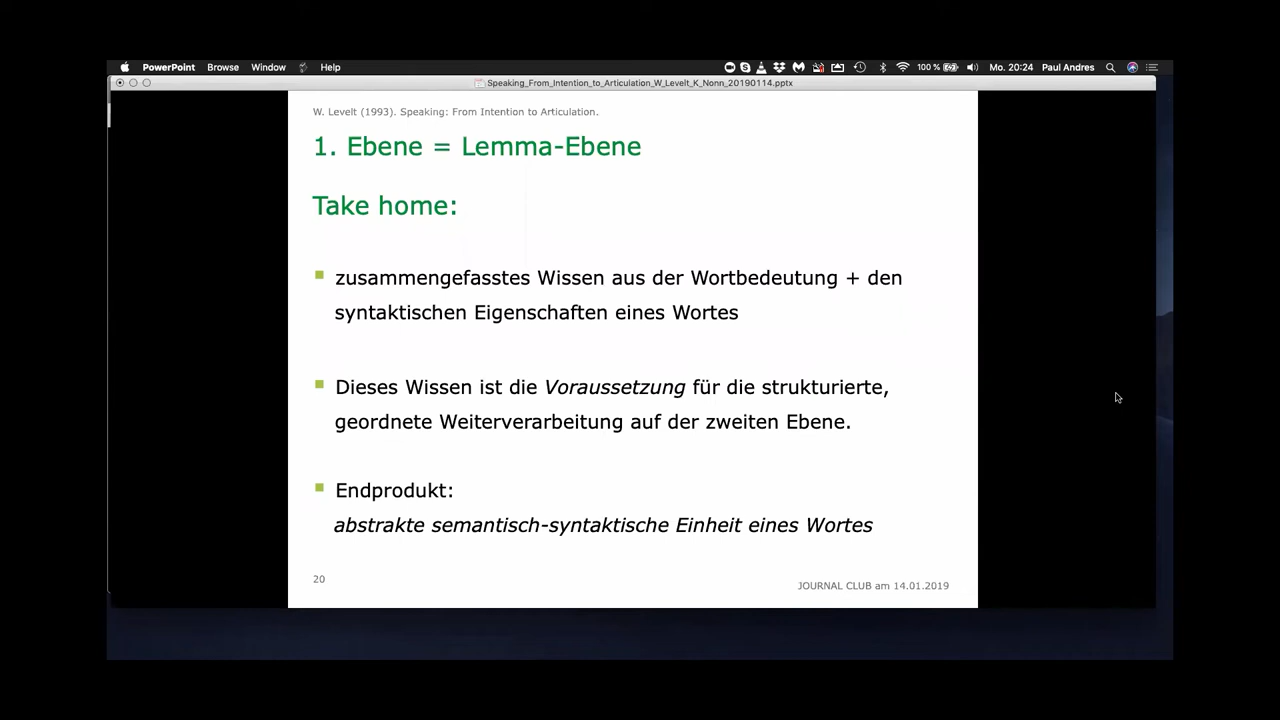 PowerPoint Browse Window Help 100 % Mo. 20:24 Paul Andres
Speaking_From_Intention_to_Articulation_W_Levelt_K_Nonn_20190114.pptx
W. Levelt (1993). Speaking: From Intention to Articulation.
1. Ebene = Lemma-Ebene
Take home:
zusammengefasstes Wissen aus der Wortbedeutung + den
syntaktischen Eigenschaften eines Wortes
Dieses Wissen ist die Voraussetzung für die strukturierte,
geordnete Weiterverarbeitung auf der zweiten Ebene.
Endprodukt:
abstrakte semantisch-syntaktische Einheit eines Wortes
20
JOURNAL CLUB am 14.01.2019